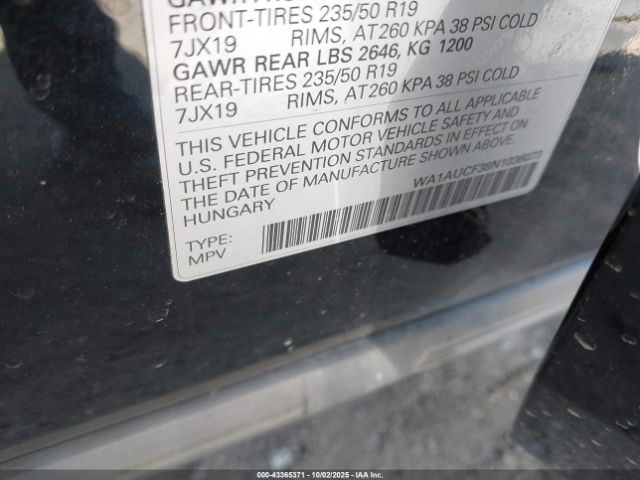 FRONT-TIRES 235/50 R19
7JX19 RIMS, AT260 KPA 38 PSI COLD
GAWR REAR LBS 2646, KG 1200
REAR-TIRES 235/50 R19
7JX19 RIMS, AT260 KPA 38 PSI COLD
THIS VEHICLE CONFORMS TO ALL APPLICABLE
U.S. FEDERAL MOTOR VEHICLE SAFETY AND
THEFT PREVENTION STANDARDS IN EFFECT ON
THE DATE OF MANUFACTURE SHOWN ABOVE.
HUNGARY
WA1AUCF38N1036073
TYPE:
MPV
000-43365371 - 10/02/2025 - IAA Inc.